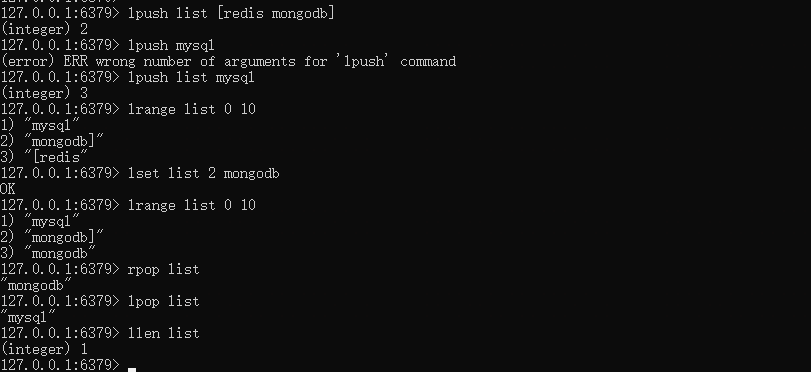 127.0.0.1:6379> lpush list [redis mongodb]
(integer) 2
127.0.0.1:6379> lpush mysql
(error) ERR wrong number of arguments for 'lpush' command
127.0.0.1:6379> lpush list mysql
(integer) 3
127.0.0.1:6379> lrange list 0 10
1) "mysql"
2) "mongodb]"
3) "[redis"
127.0.0.1:6379> lset list 2 mongodb
OK
127.0.0.1:6379> lrange list 0 10
1) "mysql"
2) "mongodb]"
3) "mongodb"
127.0.0.1:6379> rpop list
"mongodb"
127.0.0.1:6379> lpop list
"mysql"
127.0.0.1:6379> llen list
(integer) 1
127.0.0.1:6379>